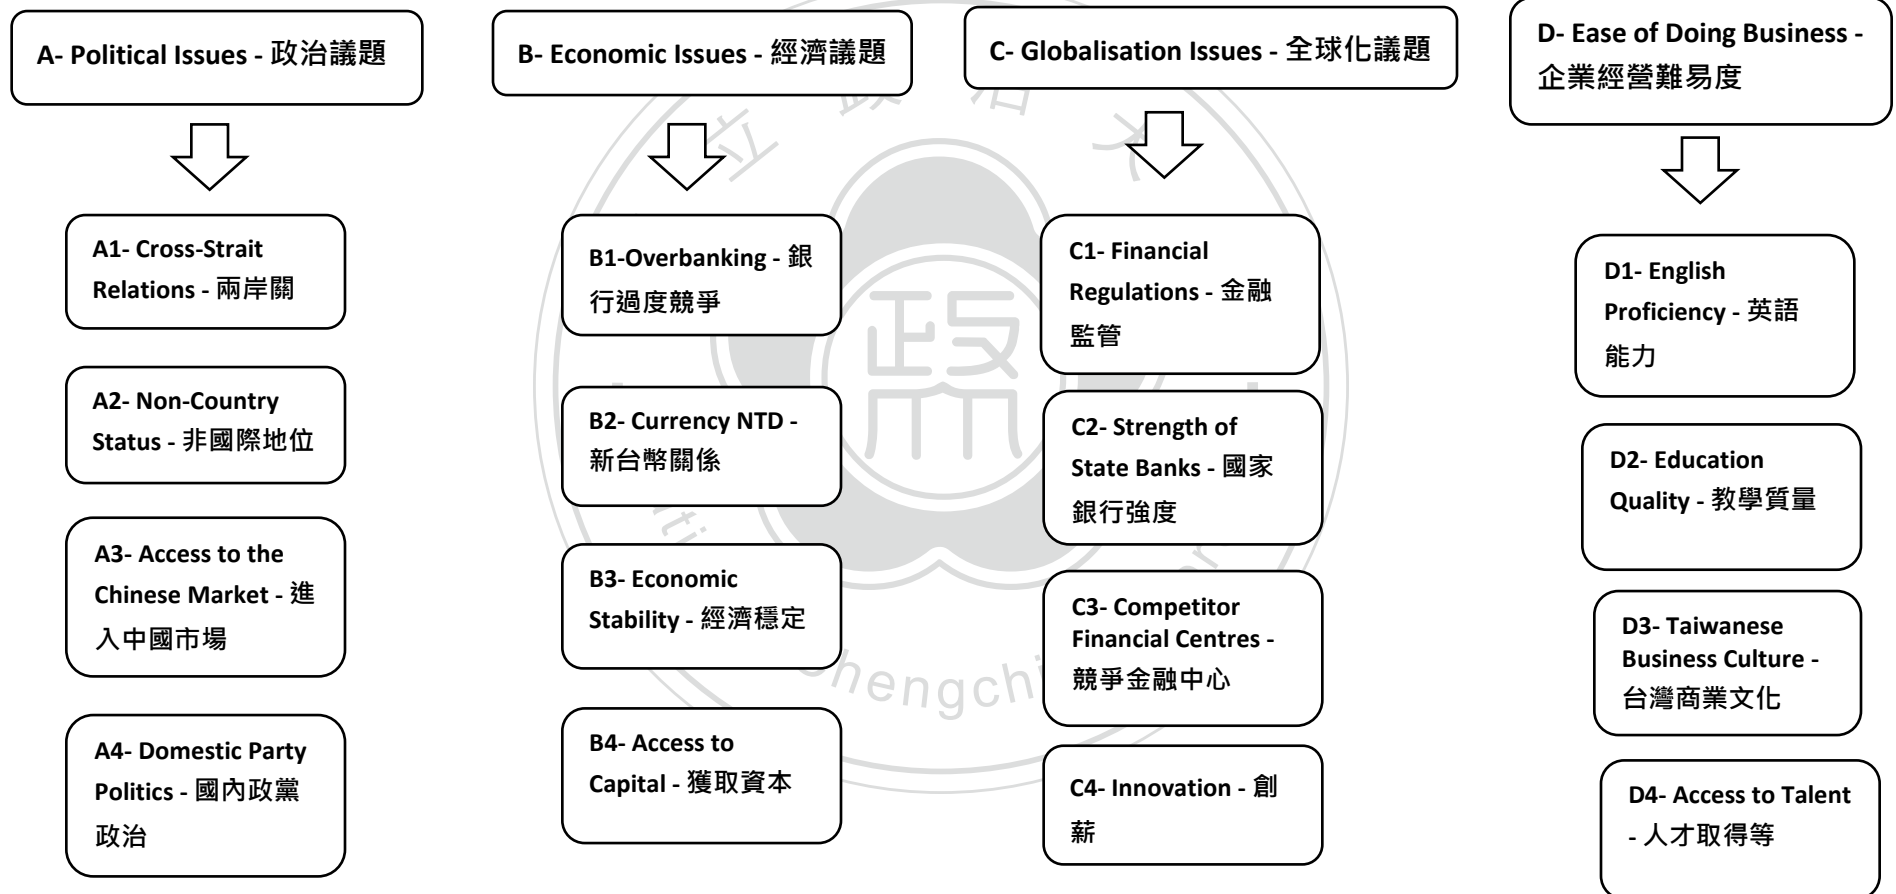 A- Political Issues - 政治議題
A1- Cross-Strait
Relations - 兩岸關
A2- Non-Country
Status - 非國際地位
A3- Access to the
Chinese Market - 進
入中國市場
A4- Domestic Party
Politics - 國內政黨
政治
B- Economic Issues - 經濟議題
B1-Overbanking - 銀
行過度競爭
B2- Currency NTD -
新台幣關係
B3- Economic
Stability - 經濟穩定
B4- Access to
Capital - 獲取資本
C- Globalisation Issues - 全球化議題
C1- Financial
Regulations - 金融
監管
C2- Strength of
State Banks - 國家
銀行強度
C3- Competitor
Financial Centres -
競爭金融中心
C4- Innovation - 創
薪
D- Ease of Doing Business -
企業經營難易度
D1- English
Proficiency - 英語
能力
D2- Education
Quality - 教學質量
D3- Taiwanese
Business Culture -
台灣商業文化
D4- Access to Talent
- 人才取得等
立政治大
政
hengchi